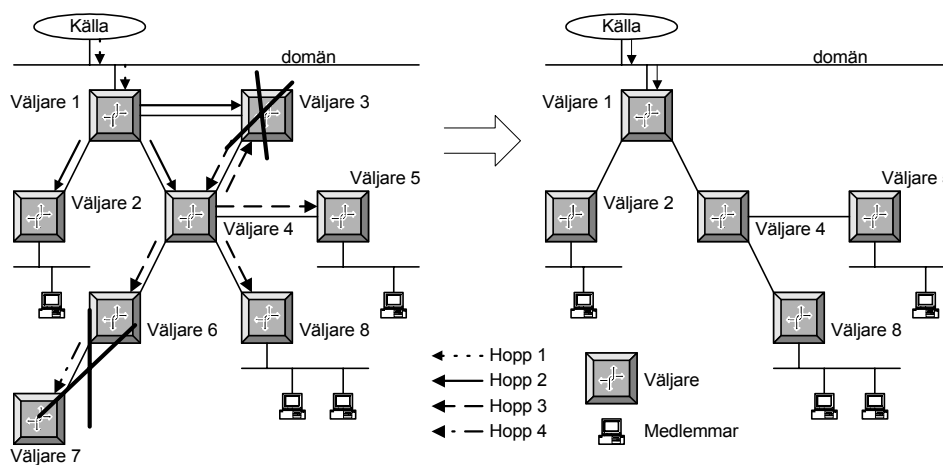 Källa
domän
Väljare 1
Väljare 3
Väljare 2
Väljare 5
Väljare 4
Väljare 6
Väljare 8
Väljare 7
Källa
domän
Väljare 1
Väljare 2
Väljare
Väljare 4
Väljare 8
Hopp 1
Hopp 2
Hopp 3
Hopp 4
Väljare
Medlemmar